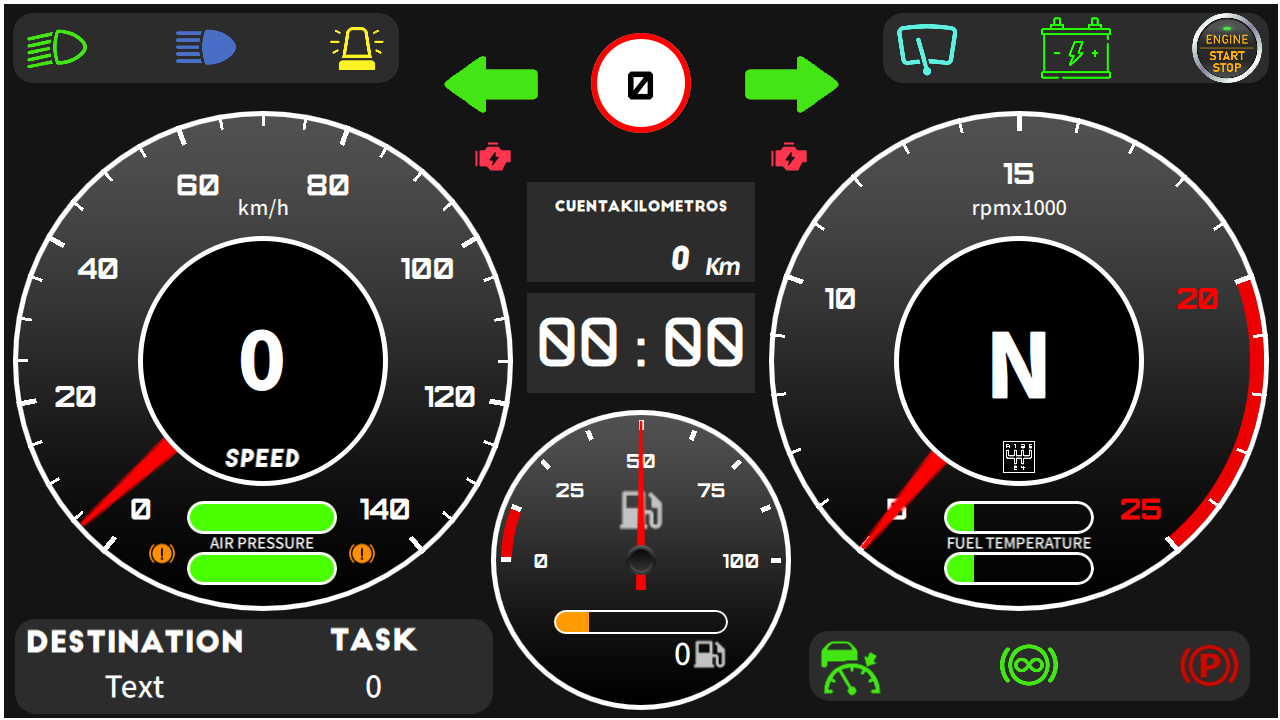 ENGINE
START
STOP
0
60
80
km/h
40
100
20
120
0
SPEED
0
140
AIR PRESSURE
CUENTAKILOMETROS
0 Km
00 : 00
15
rpmx1000
10
20
N
5
25
FUEL TEMPERATURE
50
25
75
0
100
0
DESTINATION
TASK
Text
0
P